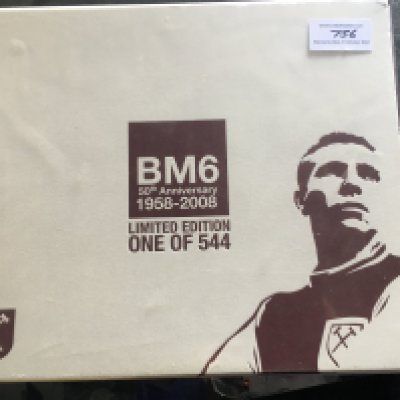 756
BM6
50th Anniversary
1958-2008
LIMITED EDITION
ONE OF 544